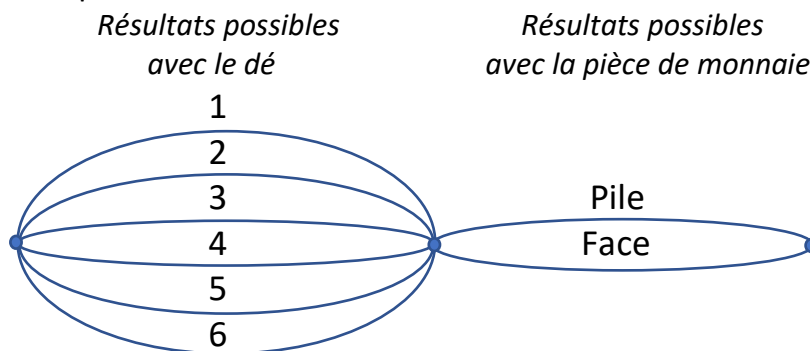 Résultats possibles
avec le dé
Résultats possibles
avec la pièce de monnaie
1
2
3
4
5
6
Pile
Face